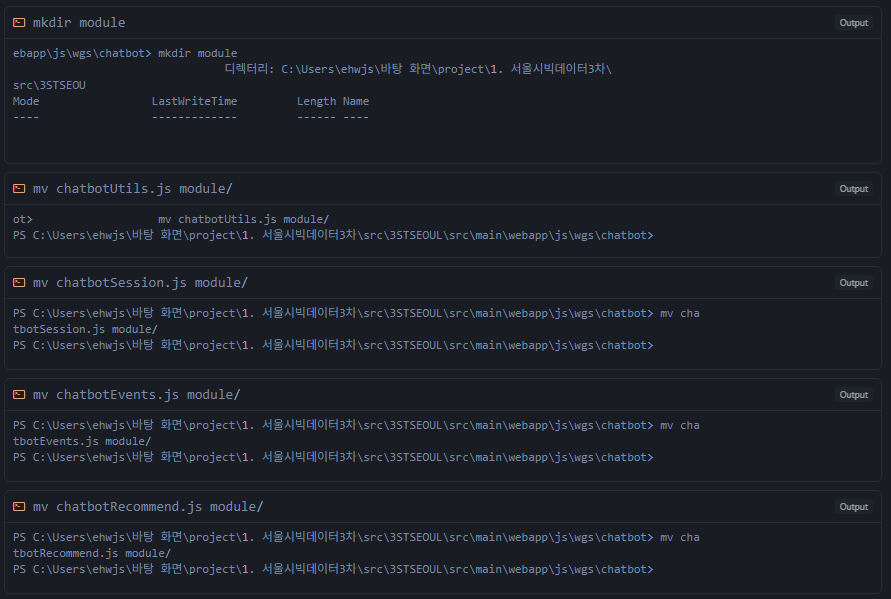 mkdir module
Output
ebapp\js\wgs\chatbot> mkdir module
디렉터리: C:\Users\ehwjs\바탕 화면\project\1. 서울시빅데이터3차\
src\3STSEOU
Mode LastWriteTime Length Name
---- ------------- ------ ----
mv chatbotUtils.js module/
Output
ot> mv chatbotUtils.js module/
PS C:\Users\ehwjs\바탕 화면\project\1. 서울시빅데이터3차\src\3STSEOUL\src\main\webapp\js\wgs\chatbot>
mv chatbotSession.js module/
Output
PS C:\Users\ehwjs\바탕 화면\project\1. 서울시빅데이터3차\src\3STSEOUL\src\main\webapp\js\wgs\chatbot> mv cha
tbotSession.js module/
PS C:\Users\ehwjs\바탕 화면\project\1. 서울시빅데이터3차\src\3STSEOUL\src\main\webapp\js\wgs\chatbot>
mv chatbotEvents.js module/
Output
PS C:\Users\ehwjs\바탕 화면\project\1. 서울시빅데이터3차\src\3STSEOUL\src\main\webapp\js\wgs\chatbot> mv cha
tbotEvents.js module/
PS C:\Users\ehwjs\바탕 화면\project\1. 서울시빅데이터3차\src\3STSEOUL\src\main\webapp\js\wgs\chatbot>
mv chatbotRecommend.js module/
Output
PS C:\Users\ehwjs\바탕 화면\project\1. 서울시빅데이터3차\src\3STSEOUL\src\main\webapp\js\wgs\chatbot> mv cha
tbotRecommend.js module/
PS C:\Users\ehwjs\바탕 화면\project\1. 서울시빅데이터3차\src\3STSEOUL\src\main\webapp\js\wgs\chatbot>